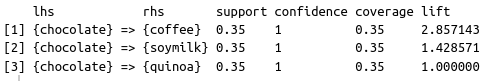 lhs rhs support confidence coverage lift
[1] {chocolate} => {coffee} 0.35 1 0.35 2.857143
[2] {chocolate} => {soymilk} 0.35 1 0.35 1.428571
[3] {chocolate} => {quinoa} 0.35 1 0.35 1.000000